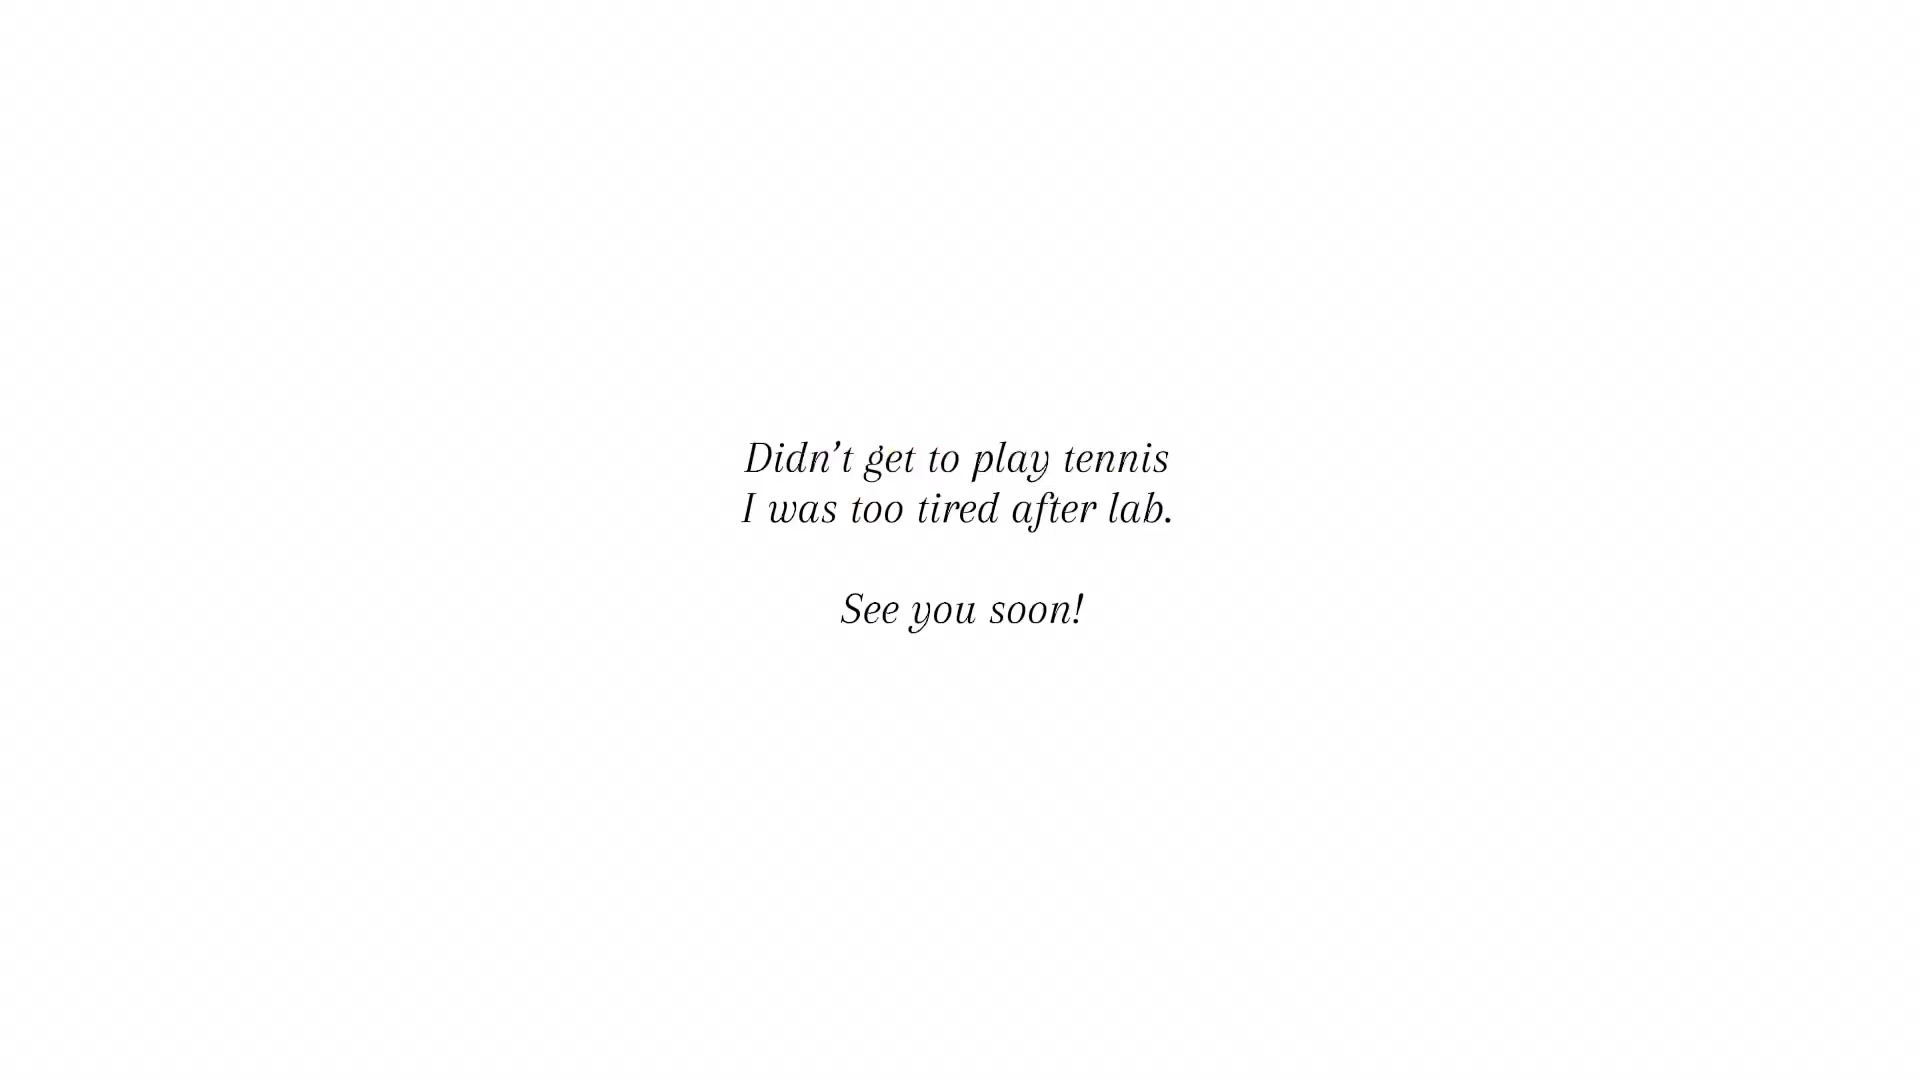 Didn’t get to play tennis
I was too tired after lab.
See you soon!